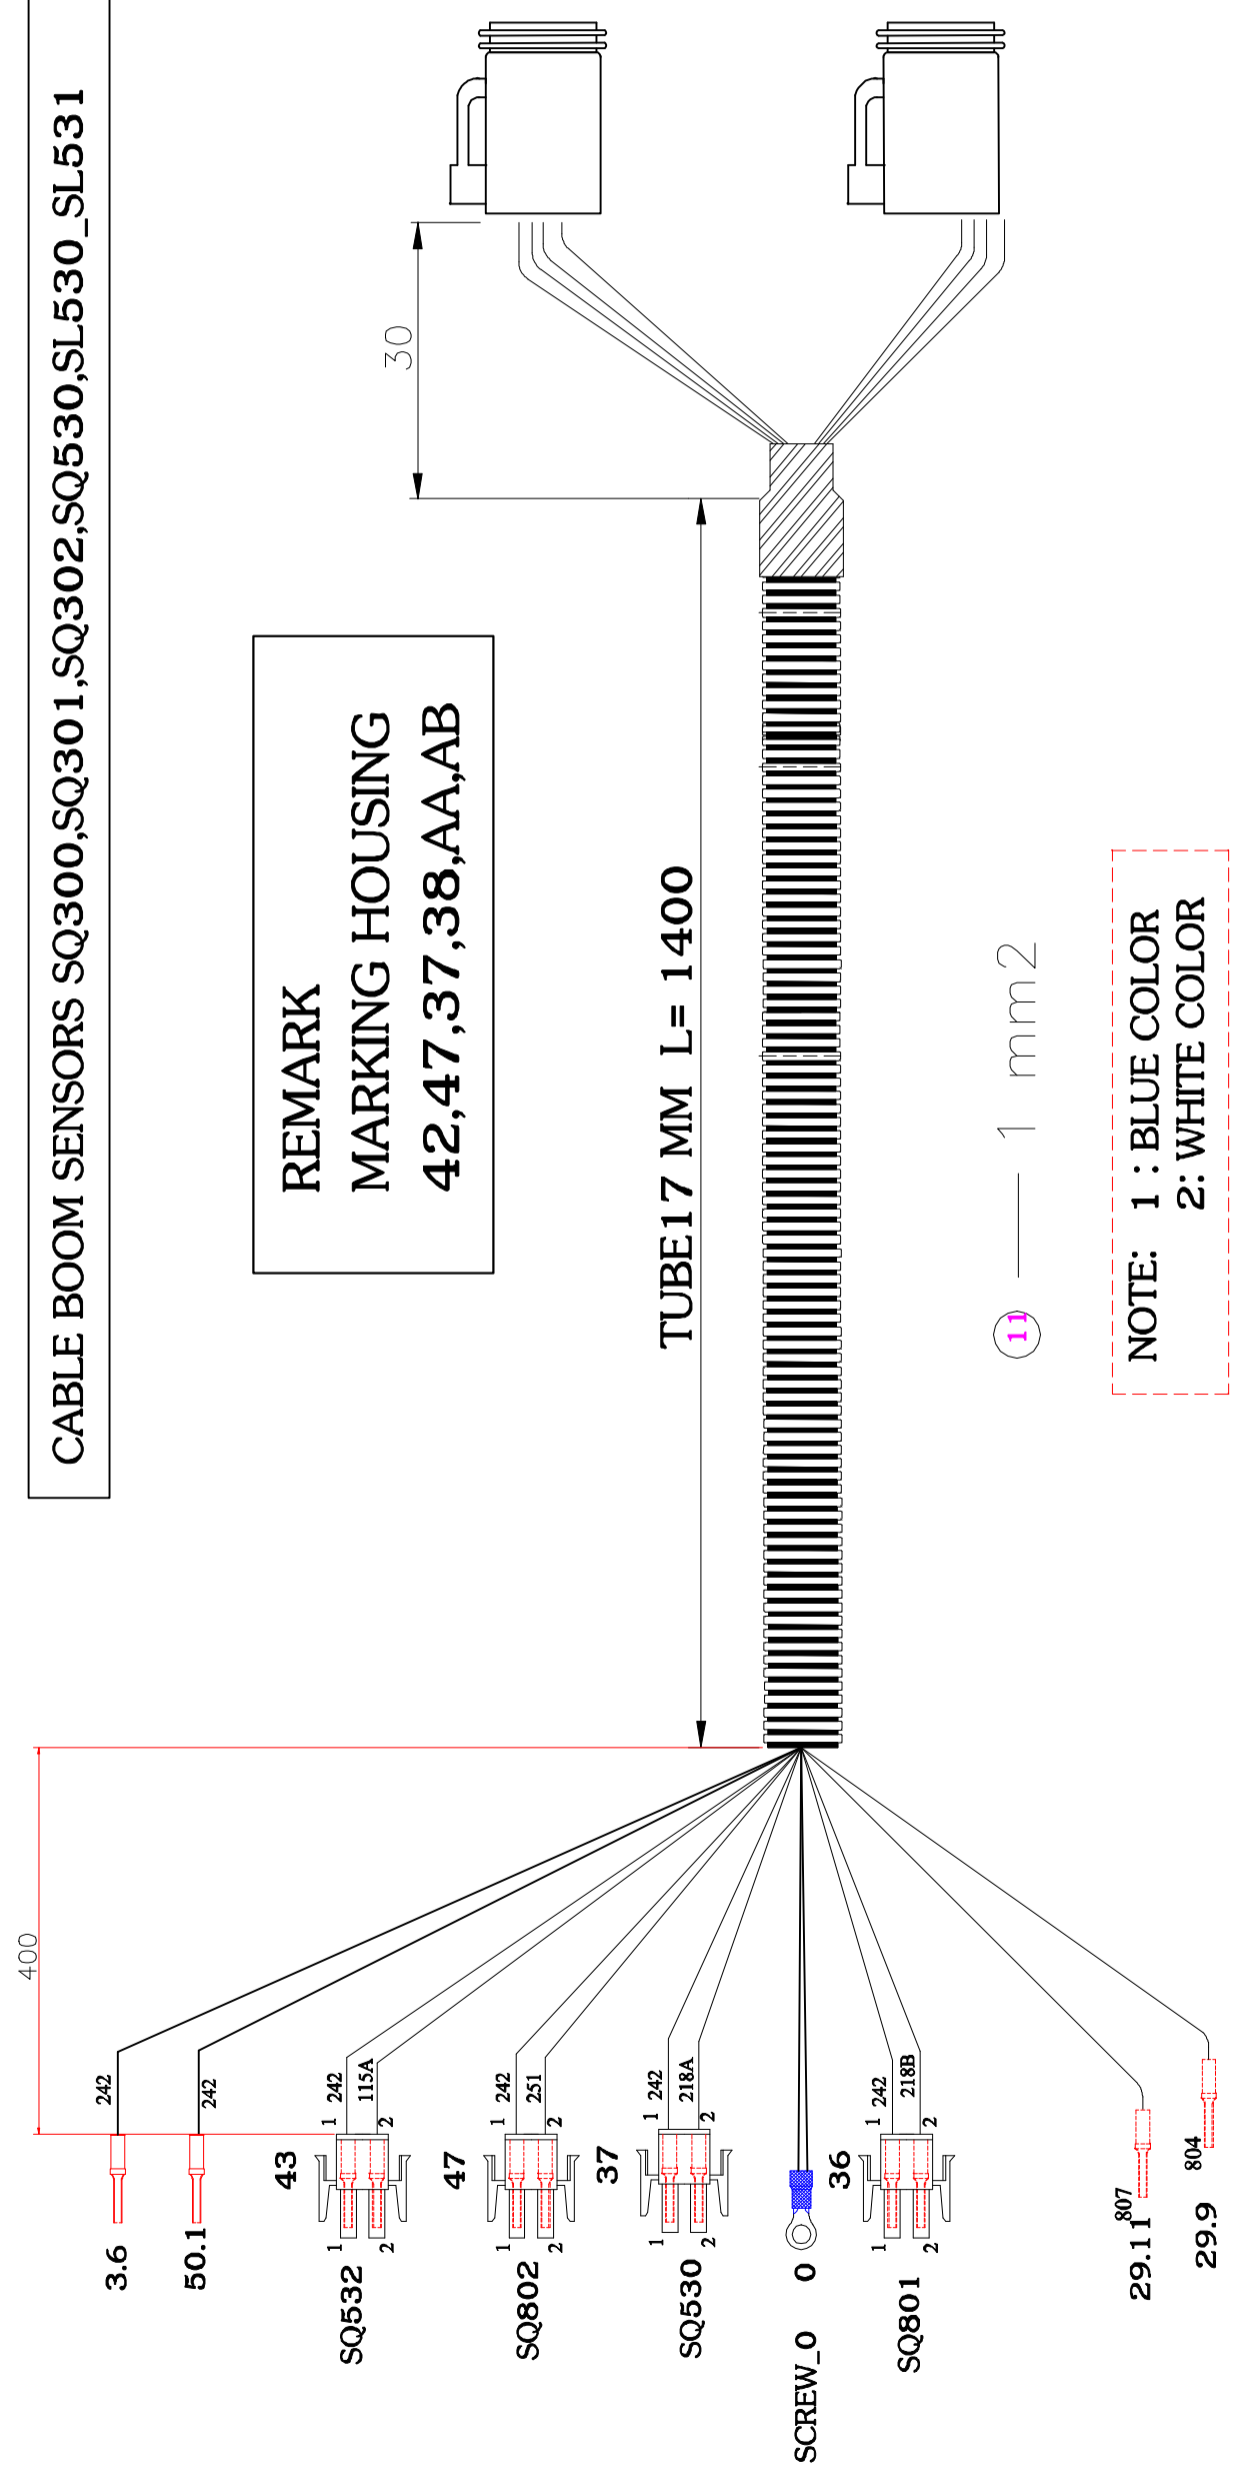 CABLE BOOM SENSORS SQ300,SQ301,SQ302,SQ530,SL530_SL531
REMARK
MARKING HOUSING
42,47,37,38,AA,AB
30
TUBE17 MM L= 1400
11 1 mm2
NOTE: 1 : BLUE COLOR
2: WHITE COLOR
400
242
3.6
242
50.1
43
1 242
115A 2
1
2
SQ532
47
1 242
251 2
1
2
SQ802
37
1 242
218A 2
1
2
SQ530
SCREW_0 0
36
1 242
218B 2
1
2
SQ801
807
29.11
804
29.9